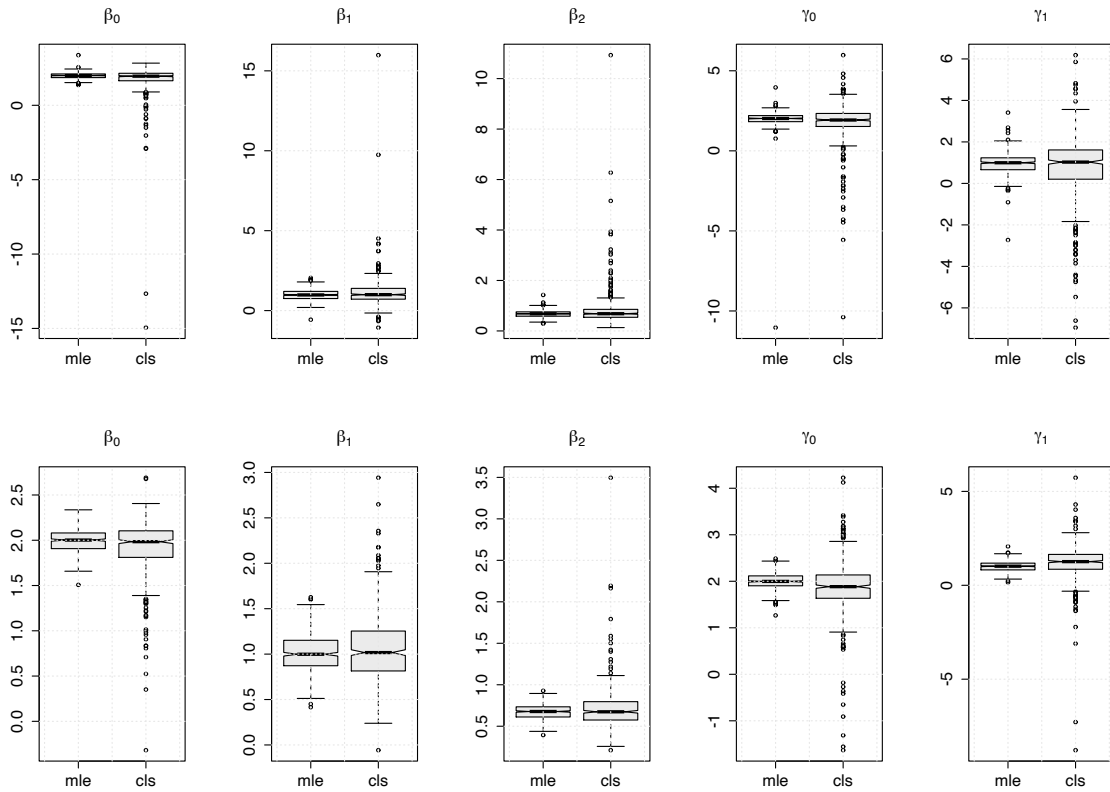 β₀ β₁ β₂ γ₀ γ₁
0 -5 -10 -15
15 10 5 0
10 8 6 4 2 0
5 0 -5 -10
6 4 2 0 -2 -4 -6
mle cls mle cls mle cls mle cls mle cls
β₀ β₁ β₂ γ₀ γ₁
2.5 2.0 1.5 1.0 0.5 0.0
3.0 2.5 2.0 1.5 1.0 0.5 0.0
3.5 3.0 2.5 2.0 1.5 1.0 0.5
4 3 2 1 0 -1
5 0 -5
mle cls mle cls mle cls mle cls mle cls